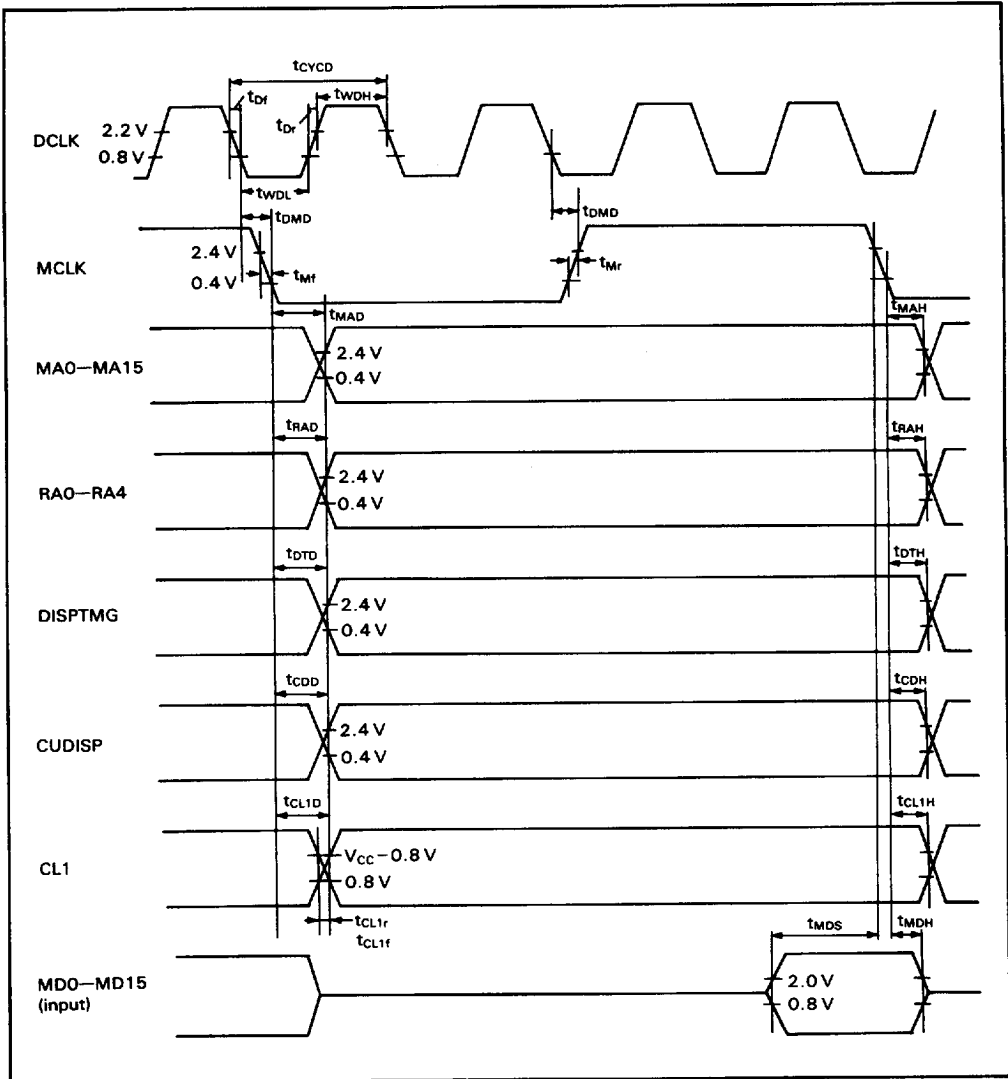 tCYCD
tDf
tWDH
tDr
DCLK
2.2 V
0.8 V
tWDL
tDMD
tDMD
MCLK
2.4 V
0.4 V
tMf
tMr
tMAD
tMAH
MA0–MA15
2.4 V
0.4 V
tRAD
tRAH
RA0–RA4
2.4 V
0.4 V
tDTD
tDTH
DISPTMG
2.4 V
0.4 V
tCDD
tCDH
CUDISP
2.4 V
0.4 V
tCL1D
tCL1H
CL1
VCC–0.8 V
0.8 V
tCL1r
tCL1f
tMDS
tMDH
MD0–MD15
(input)
2.0 V
0.8 V